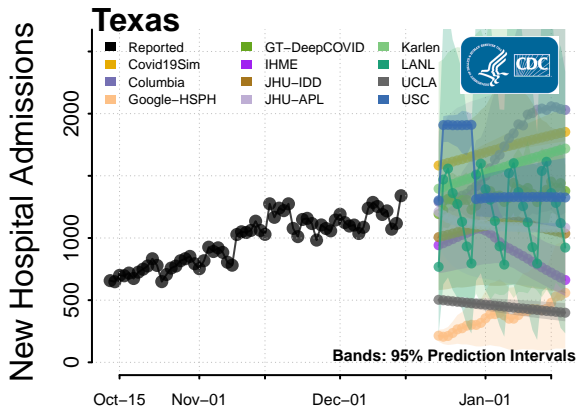 Texas
Reported
Covid19Sim
Columbia
Google−HSPH
GT−DeepCOVID
IHME
JHU−IDD
JHU−APL
Karlen
LANL
UCLA
USC
CDC
New Hospital Admissions
2000
1000
500
0
Bands: 95% Prediction Intervals
Oct−15 Nov−01 Dec−01 Jan−01